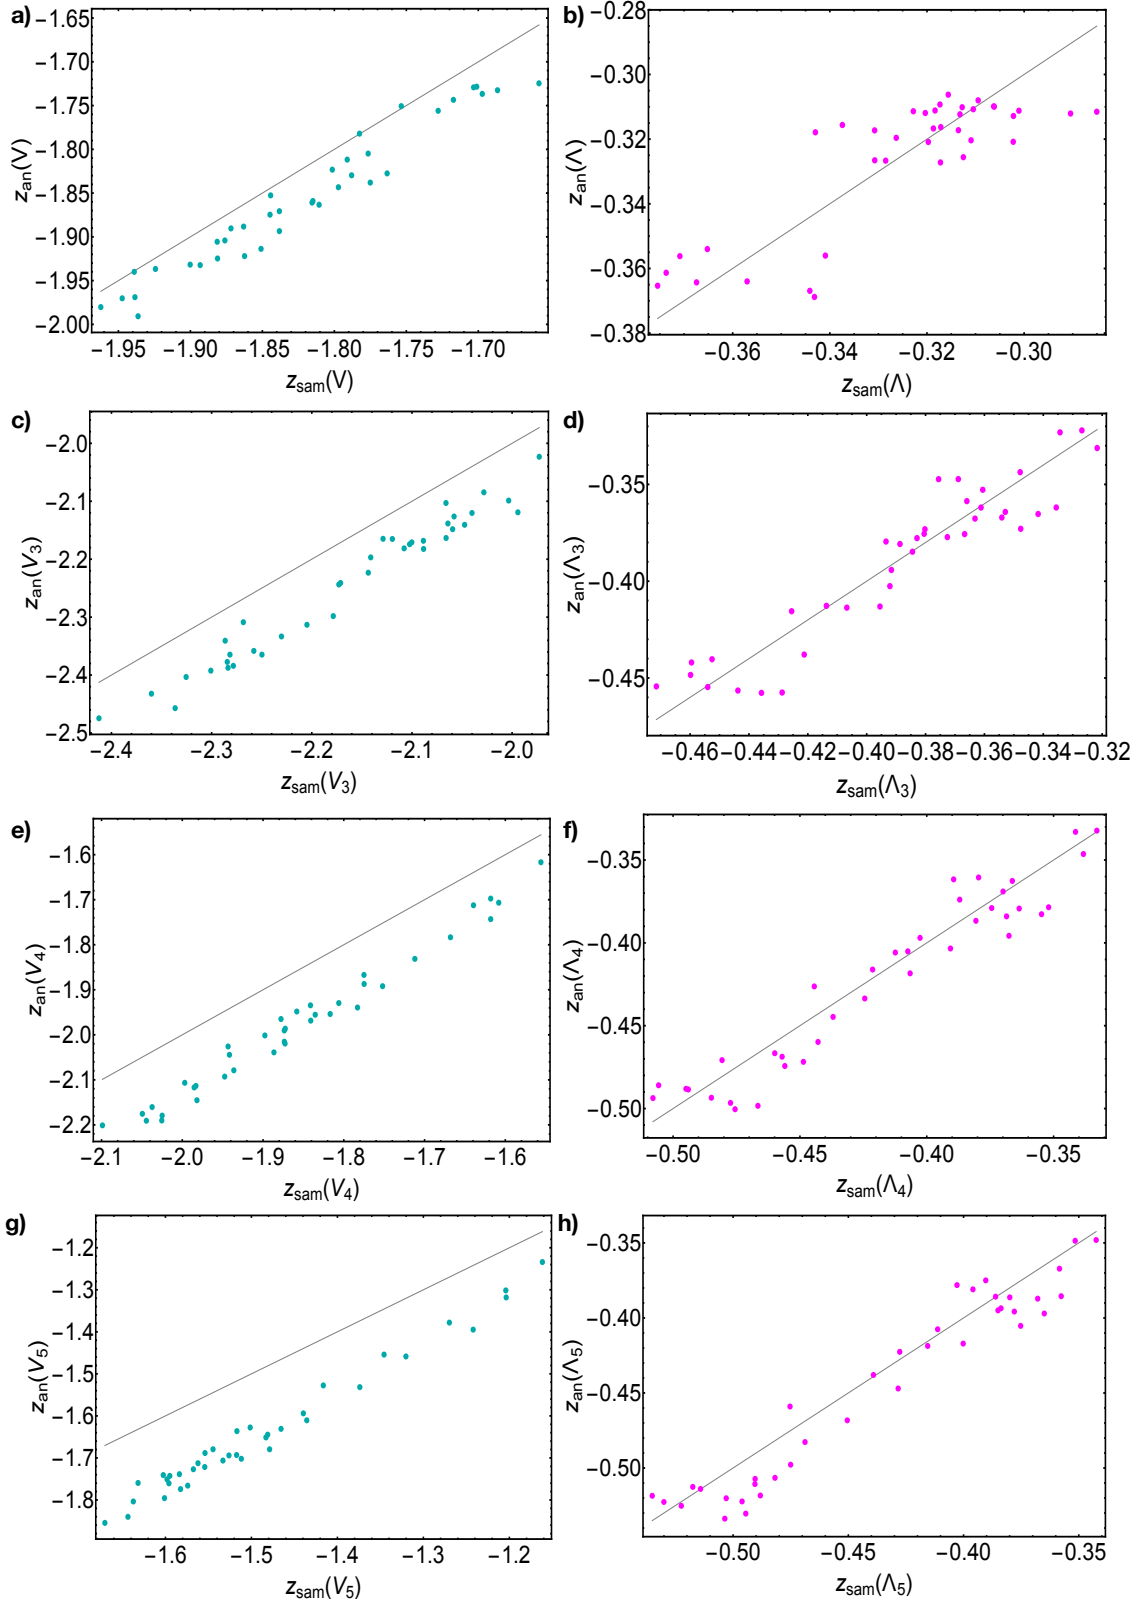 a)
−1.65
−1.70
−1.75
−1.80
−1.85
−1.90
−1.95
−2.00
z_an(V)
−1.95 −1.90 −1.85 −1.80 −1.75 −1.70
z_sam(V)
b)
−0.28
−0.30
−0.32
−0.34
−0.36
−0.38
z_an(Λ)
−0.36 −0.34 −0.32 −0.30
z_sam(Λ)
c)
−2.0
−2.1
−2.2
−2.3
−2.4
−2.5
z_an(V_3)
−2.4 −2.3 −2.2 −2.1 −2.0
z_sam(V_3)
d)
−0.35
−0.40
−0.45
z_an(Λ_3)
−0.46 −0.44 −0.42 −0.40 −0.38 −0.36 −0.34 −0.32
z_sam(Λ_3)
e)
−1.6
−1.7
−1.8
−1.9
−2.0
−2.1
−2.2
z_an(V_4)
−2.1 −2.0 −1.9 −1.8 −1.7 −1.6
z_sam(V_4)
f)
−0.35
−0.40
−0.45
−0.50
z_an(Λ_4)
−0.50 −0.45 −0.40 −0.35
z_sam(Λ_4)
g)
−1.2
−1.3
−1.4
−1.5
−1.6
−1.7
−1.8
z_an(V_5)
−1.6 −1.5 −1.4 −1.3 −1.2
z_sam(V_5)
h)
−0.35
−0.40
−0.45
−0.50
z_an(Λ_5)
−0.50 −0.45 −0.40 −0.35
z_sam(Λ_5)